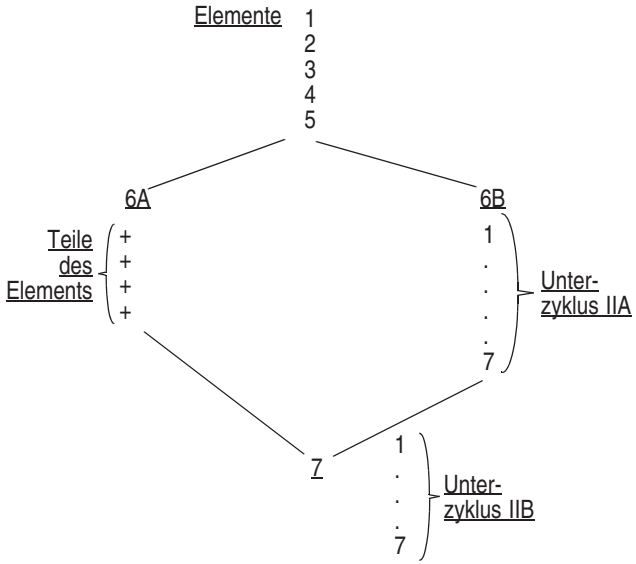 Elemente 1
2
3
4
5
6A 6B
Teile
des
Elements
+
+
+
+
1
.
.
.
.
7
Unter-
zyklus IIA
7
1
.
.
.
7
Unter-
zyklus IIB